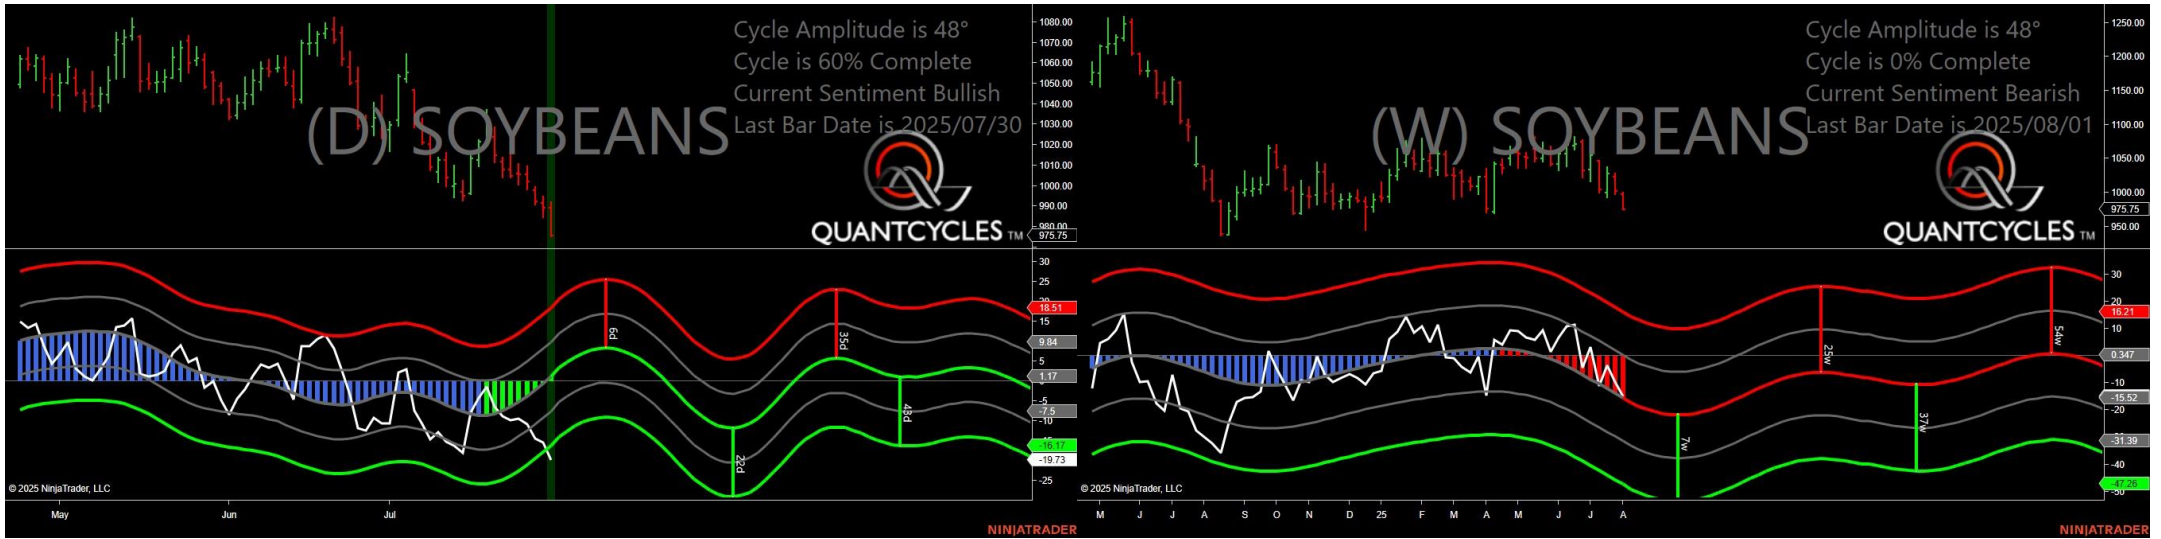 Cycle Amplitude is 48°
Cycle is 60% Complete
Current Sentiment Bullish
Last Bar Date is 2025/07/30
(D) SOYBEANS
QUANTCYCLES TM
1080.00
1070.00
1060.00
1050.00
1040.00
1030.00
1020.00
1010.00
1000.00
990.00
980.00
975.75
30
25
18.51
15
9.84
5
1.17
-5
-7.5
-10
-16.17
-19.73
-25
6d
22d
35d
43d
© 2025 NinjaTrader, LLC
May Jun Jul
NINJATRADER
Cycle Amplitude is 48°
Cycle is 0% Complete
Current Sentiment Bearish
Last Bar Date is 2025/08/01
(W) SOYBEANS
QUANTCYCLES TM
1250.00
1200.00
1150.00
1100.00
1050.00
1000.00
975.75
950.00
30
20
16.21
10
0.347
-10
-15.52
-20
-31.39
-40
-47.26
-50
7w
25w
37w
54w
© 2025 NinjaTrader, LLC
M J J A S O N D 25 F M A M J J A
NINJATRADER